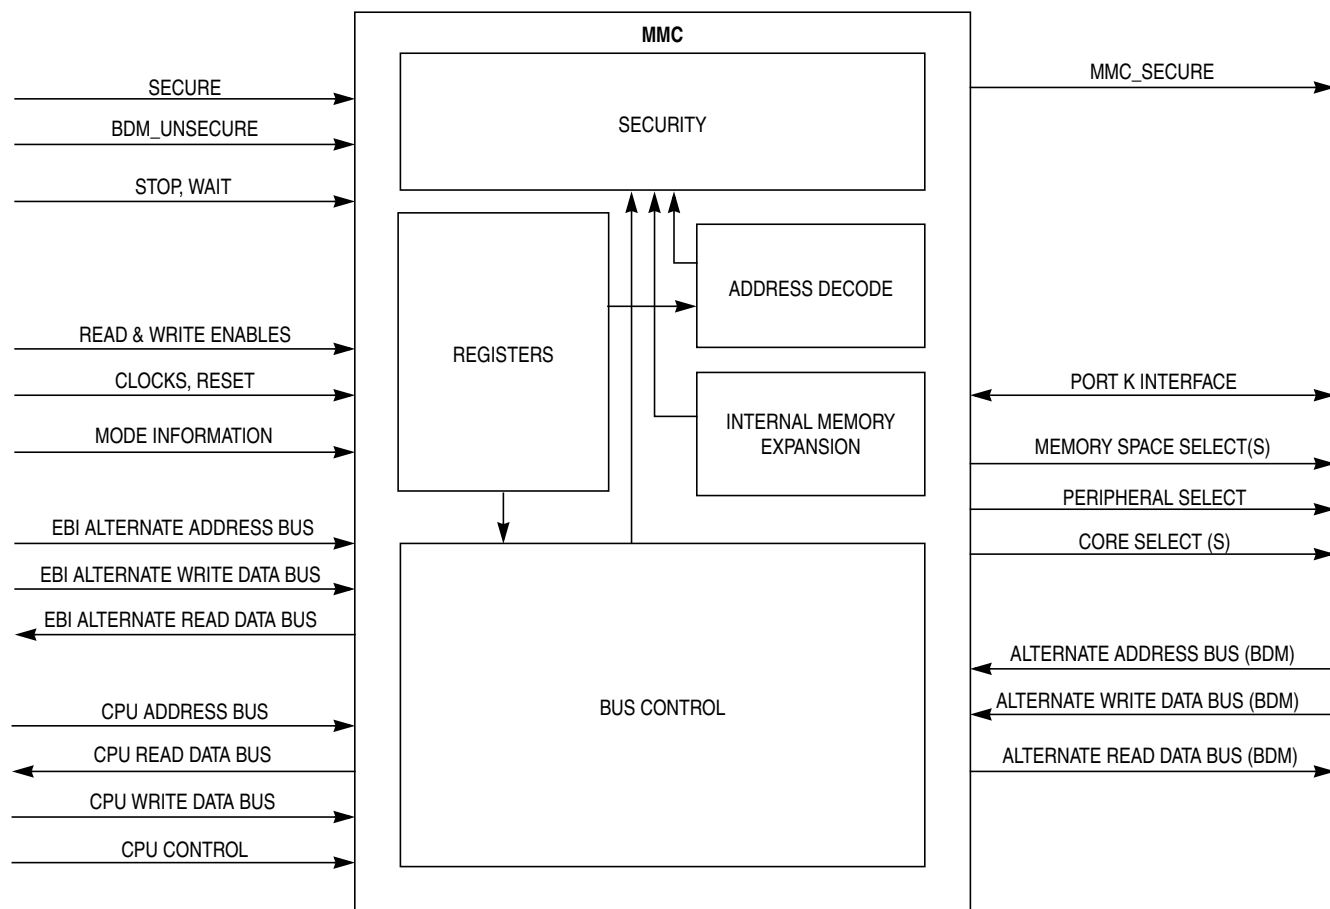 MMC
SECURE
BDM_UNSECURE
STOP, WAIT
READ & WRITE ENABLES
CLOCKS, RESET
MODE INFORMATION
EBI ALTERNATE ADDRESS BUS
EBI ALTERNATE WRITE DATA BUS
EBI ALTERNATE READ DATA BUS
CPU ADDRESS BUS
CPU READ DATA BUS
CPU WRITE DATA BUS
CPU CONTROL
SECURITY
REGISTERS
ADDRESS DECODE
INTERNAL MEMORY
EXPANSION
BUS CONTROL
MMC_SECURE
PORT K INTERFACE
MEMORY SPACE SELECT(S)
PERIPHERAL SELECT
CORE SELECT (S)
ALTERNATE ADDRESS BUS (BDM)
ALTERNATE WRITE DATA BUS (BDM)
ALTERNATE READ DATA BUS (BDM)